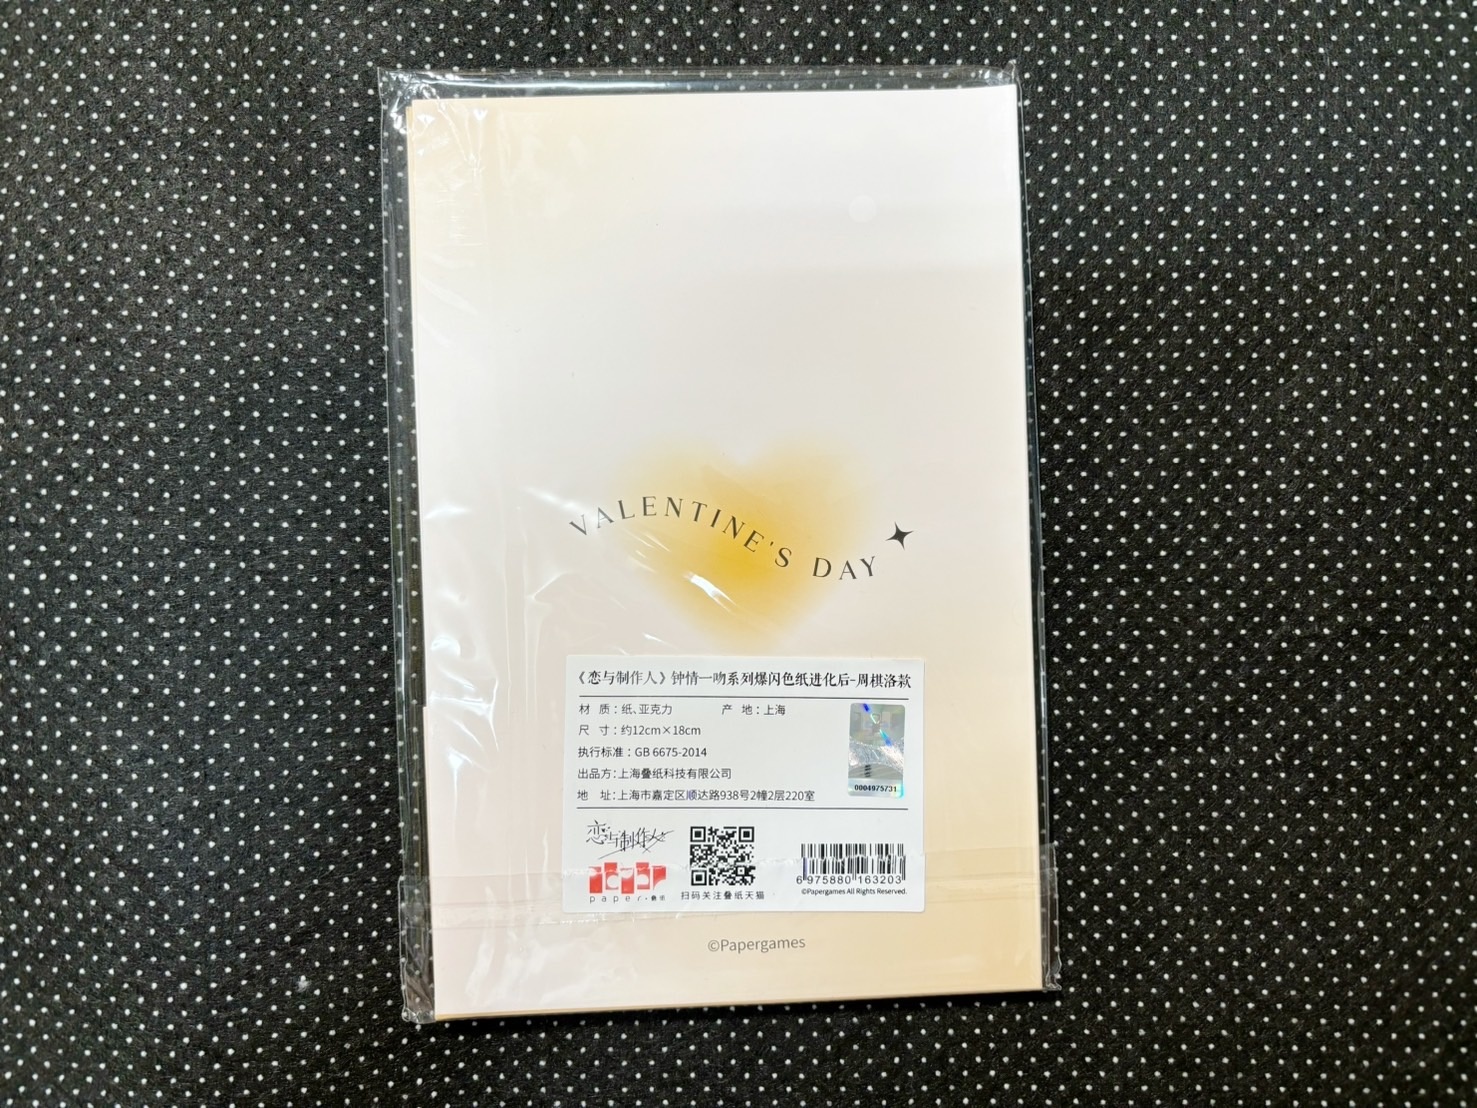 VALENTINE'S DAY
《恋与制作人》钟情一吻系列爆闪色纸进化后-周棋洛款
材 质：纸、亚克力 产 地：上海
尺 寸：约12cm×18cm
执行标准：GB 6675-2014
出品方：上海叠纸科技有限公司
地 址：上海市嘉定区顺达路938号2幢2层220室
0004975731
恋与制作人
paper·叠纸
扫码关注叠纸天猫
6 975880 163203
©Papergames All Rights Reserved.
©Papergames